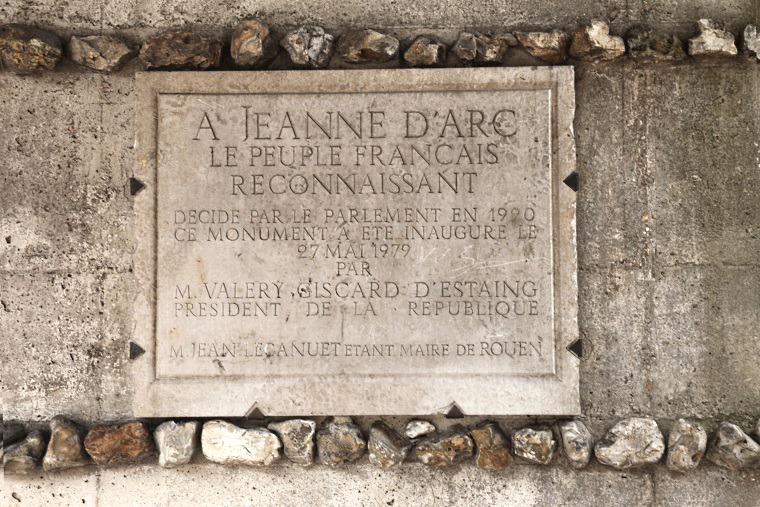 A JEANNE D'ARC
LE PEUPLE FRANÇAIS
RECONNAISSANT
DECIDE PAR LE PARLEMENT EN 1920
CE MONUMENT A ETE INAUGURE LE
27 MAI 1979
PAR
M. VALERY GISCARD D'ESTAING
PRESIDENT DE LA REPUBLIQUE
M. JEAN LECANUET ETANT MAIRE DE ROUEN